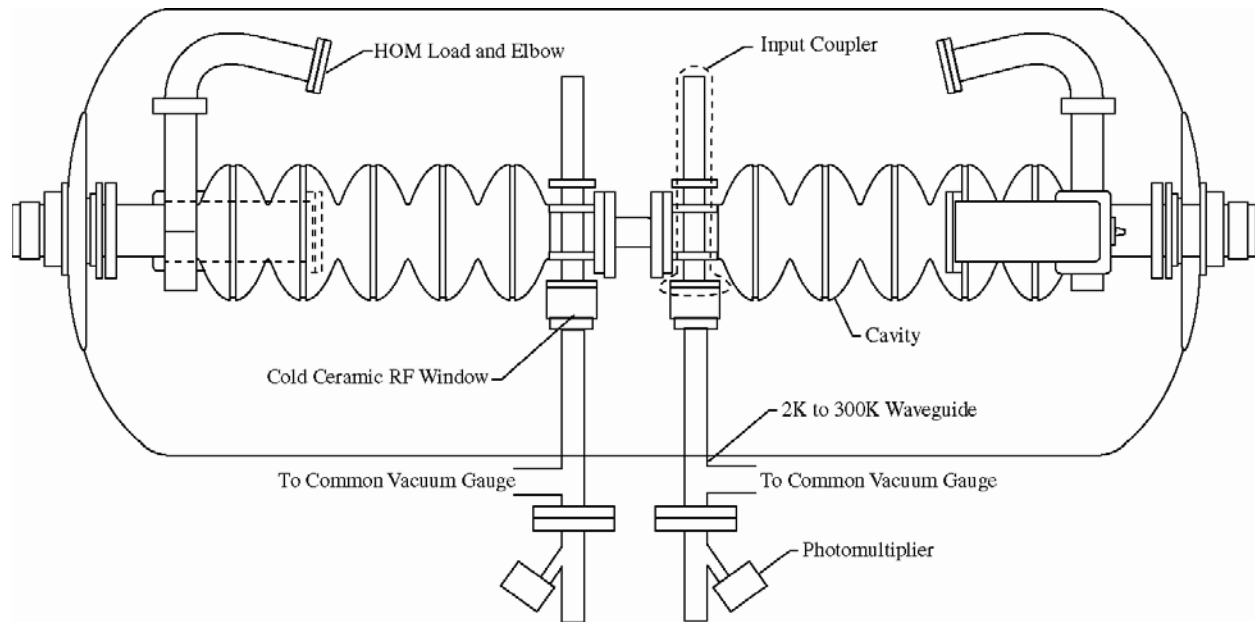 HOM Load and Elbow
Input Coupler
Cavity
Cold Ceramic RF Window
2K to 300K Waveguide
To Common Vacuum Gauge
To Common Vacuum Gauge
Photomultiplier